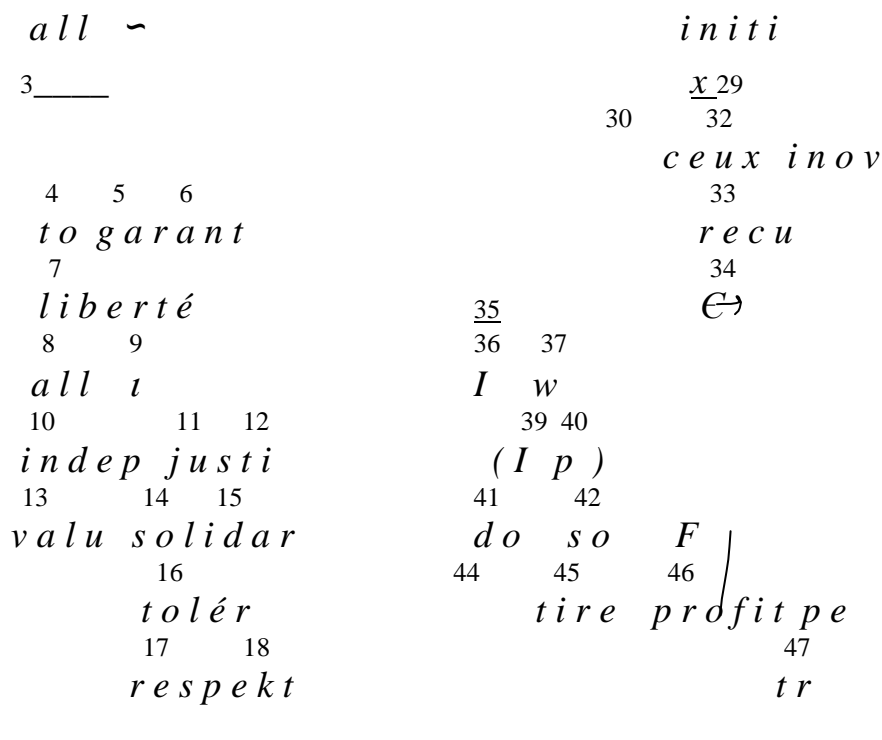 all ~
3____
4 5 6
to garant
7
liberté
8 9
all ı
10 11 12
indep justi
13 14 15
valu solidar
16
tolér
17 18
respekt
initi
x 29
30 32
ceux inov
33
recu
34
35
36 37
I w
39 40
(I p)
41 42
do so F
44 45 46
tire profit pe
47
tr